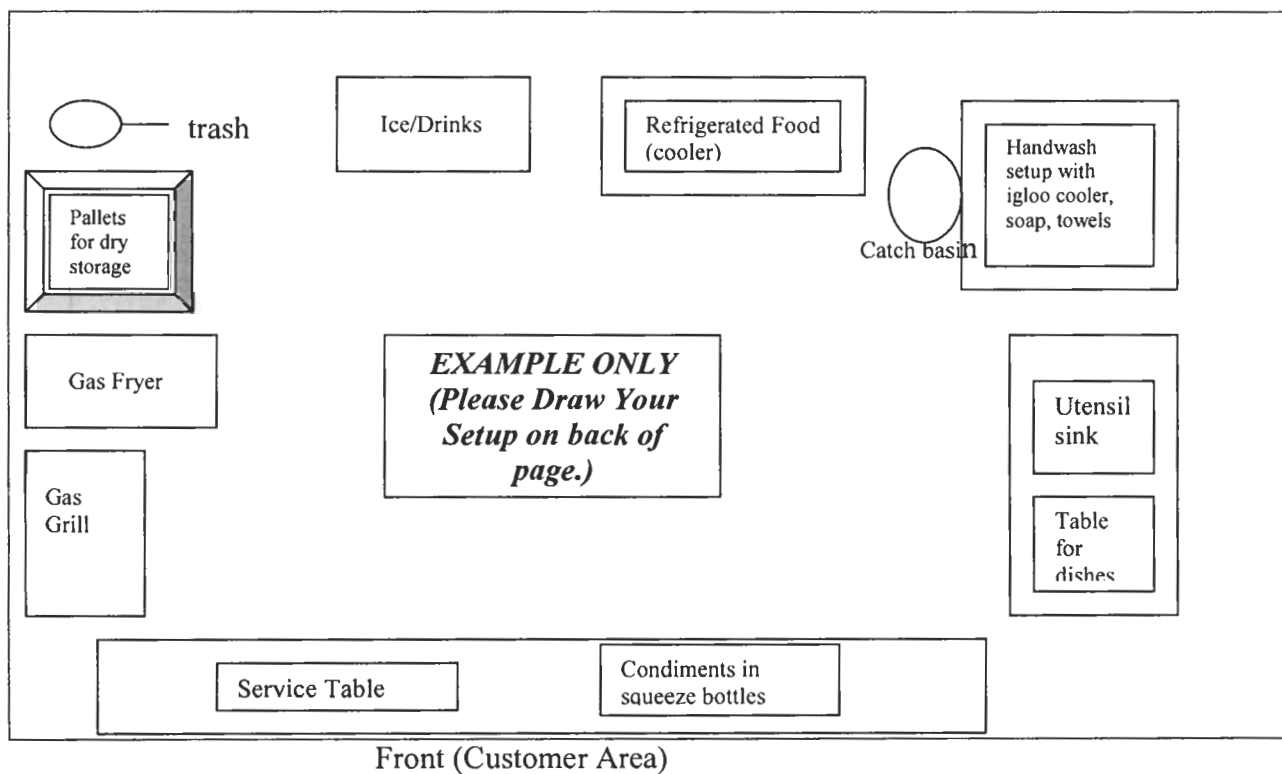 trash
Ice/Drinks
Refrigerated Food
(cooler)
Handwash
setup with
igloo cooler,
soap, towels
Catch basin
Pallets
for dry
storage
Gas Fryer
EXAMPLE ONLY
(Please Draw Your
Setup on back of
page.)
Utensil
sink
Gas
Grill
Table
for
dishes
Service Table
Condiments in
squeeze bottles
Front (Customer Area)